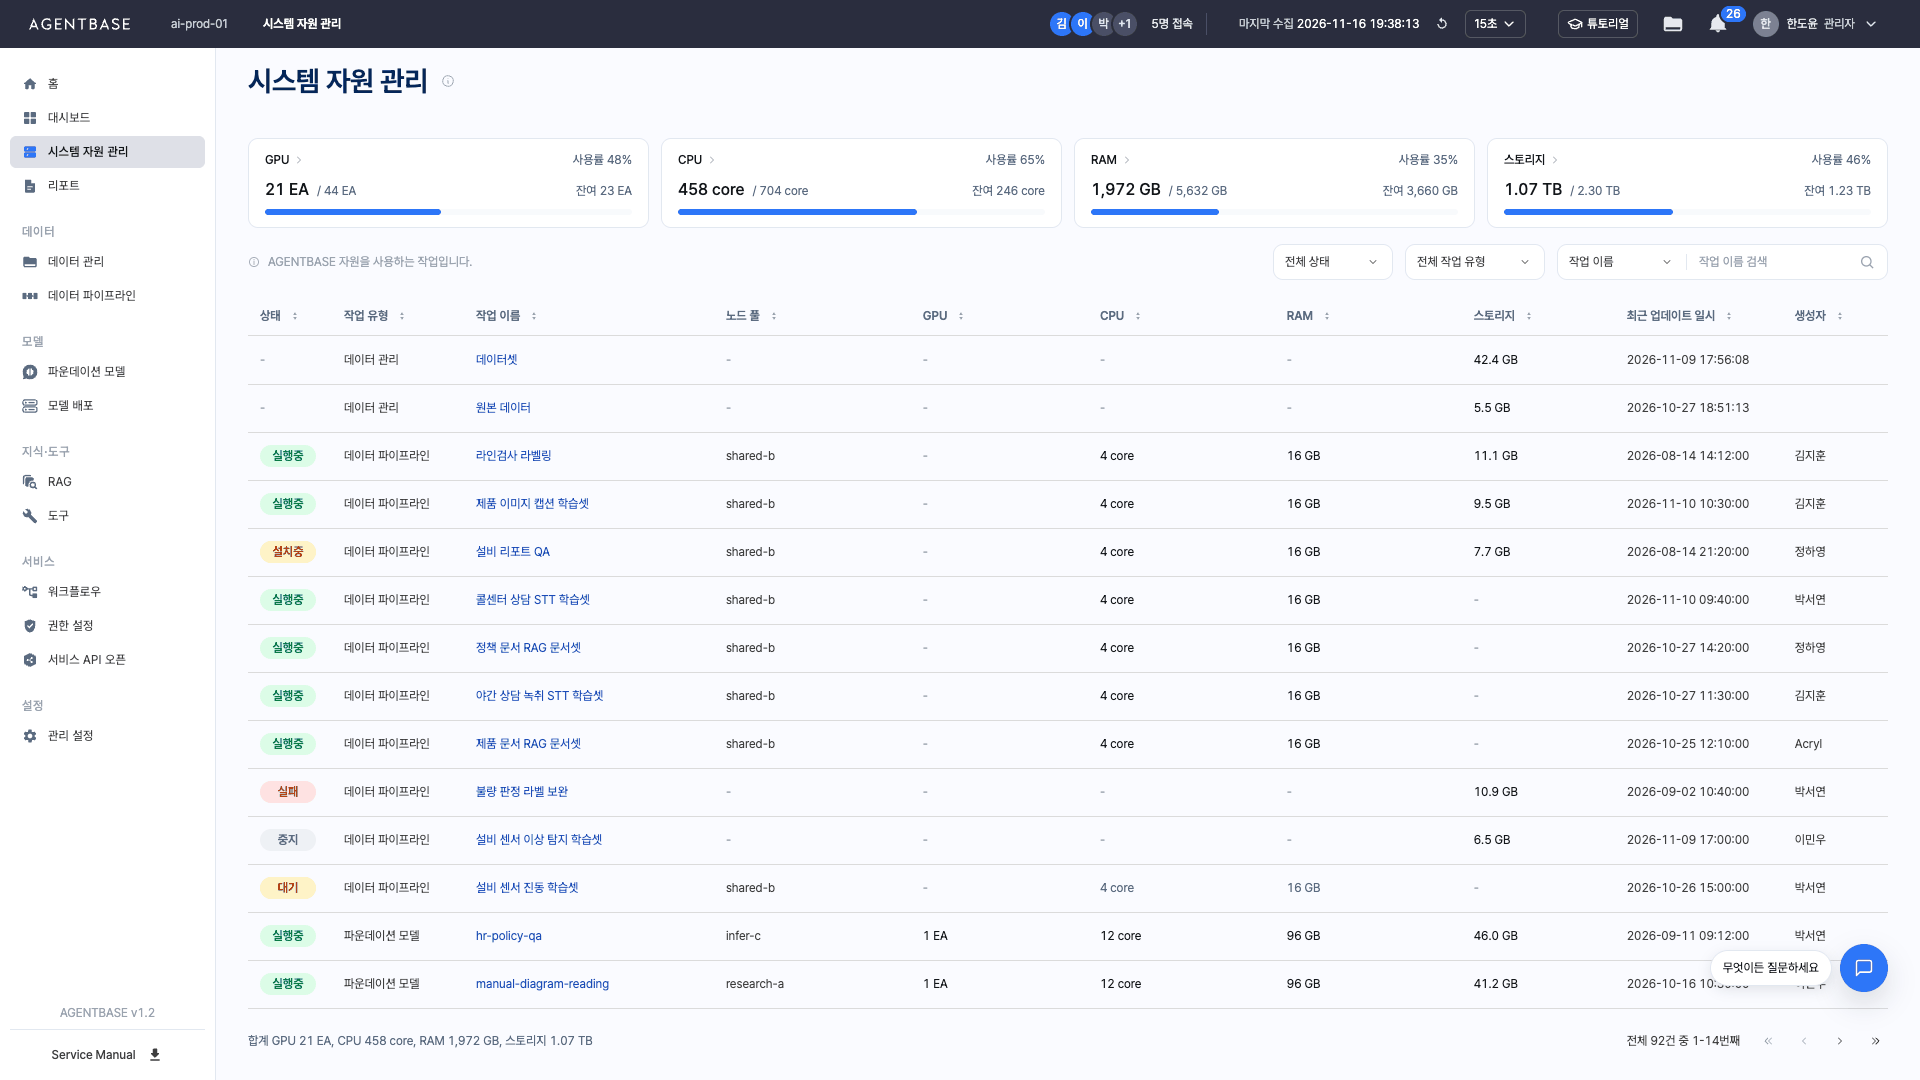 AGENTBASE ai-prod-01 시스템 자원 관리 김 이 박 +1 5명 접속 마지막 수집 2026-11-16 19:38:13 15초 튜토리얼 26 한 한도윤 관리자
홈
대시보드
시스템 자원 관리
리포트
데이터
데이터 관리
데이터 파이프라인
모델
파운데이션 모델
모델 배포
지식·도구
RAG
도구
서비스
워크플로우
권한 설정
서비스 API 오픈
설정
관리 설정
AGENTBASE v1.2
Service Manual
시스템 자원 관리
GPU 사용률 48%
21 EA / 44 EA 잔여 23 EA
CPU 사용률 65%
458 core / 704 core 잔여 246 core
RAM 사용률 35%
1,972 GB / 5,632 GB 잔여 3,660 GB
스토리지 사용률 46%
1.07 TB / 2.30 TB 잔여 1.23 TB
AGENTBASE 자원을 사용하는 작업입니다. 전체 상태 전체 작업 유형 작업 이름 작업 이름 검색
상태 작업 유형 작업 이름 노드 풀 GPU CPU RAM 스토리지 최근 업데이트 일시 생성자
- 데이터 관리 데이터셋 - - - - 42.4 GB 2026-11-09 17:56:08
- 데이터 관리 원본 데이터 - - - - 5.5 GB 2026-10-27 18:51:13
실행중 데이터 파이프라인 라인검사 라벨링 shared-b - 4 core 16 GB 11.1 GB 2026-08-14 14:12:00 김지훈
실행중 데이터 파이프라인 제품 이미지 캡션 학습셋 shared-b - 4 core 16 GB 9.5 GB 2026-11-10 10:30:00 김지훈
설치중 데이터 파이프라인 설비 리포트 QA shared-b - 4 core 16 GB 7.7 GB 2026-08-14 21:20:00 정하영
실행중 데이터 파이프라인 콜센터 상담 STT 학습셋 shared-b - 4 core 16 GB - 2026-11-10 09:40:00 박서연
실행중 데이터 파이프라인 정책 문서 RAG 문서셋 shared-b - 4 core 16 GB - 2026-10-27 14:20:00 정하영
실행중 데이터 파이프라인 야간 상담 녹취 STT 학습셋 shared-b - 4 core 16 GB - 2026-10-27 11:30:00 김지훈
실행중 데이터 파이프라인 제품 문서 RAG 문서셋 shared-b - 4 core 16 GB - 2026-10-25 12:10:00 Acryl
실패 데이터 파이프라인 불량 판정 라벨 보완 - - - - 10.9 GB 2026-09-02 10:40:00 박서연
중지 데이터 파이프라인 설비 센서 이상 탐지 학습셋 - - - - 6.5 GB 2026-11-09 17:00:00 이민우
대기 데이터 파이프라인 설비 센서 진동 학습셋 shared-b - 4 core 16 GB - 2026-10-26 15:00:00 박서연
실행중 파운데이션 모델 hr-policy-qa infer-c 1 EA 12 core 96 GB 46.0 GB 2026-09-11 09:12:00 박서연
실행중 파운데이션 모델 manual-diagram-reading research-a 1 EA 12 core 96 GB 41.2 GB 2026-10-16
무엇이든 질문하세요
합계 GPU 21 EA, CPU 458 core, RAM 1,972 GB, 스토리지 1.07 TB 전체 92건 중 1-14번째